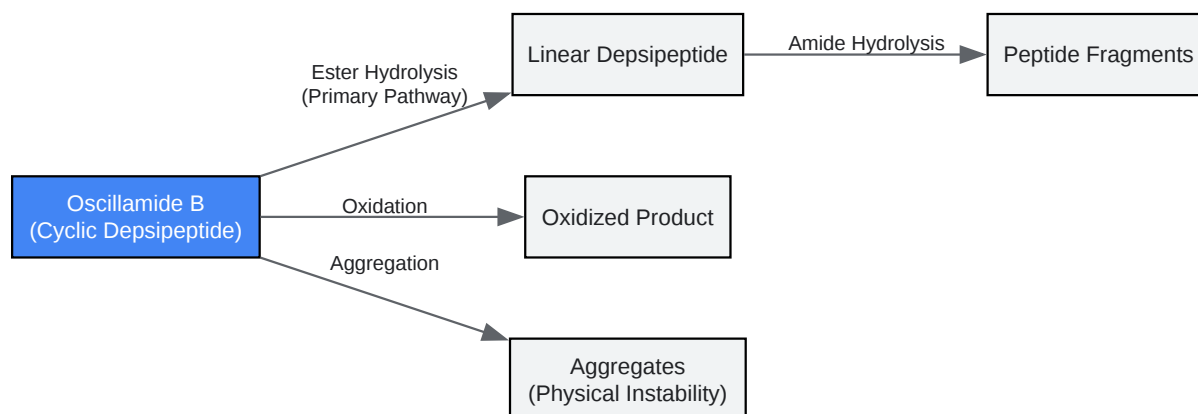 Linear Depsipeptide
Amide Hydrolysis
Peptide Fragments
Ester Hydrolysis
(Primary Pathway)
Oscillamide B
(Cyclic Depsipeptide)
Oxidation
Oxidized Product
Aggregation
Aggregates
(Physical Instability)